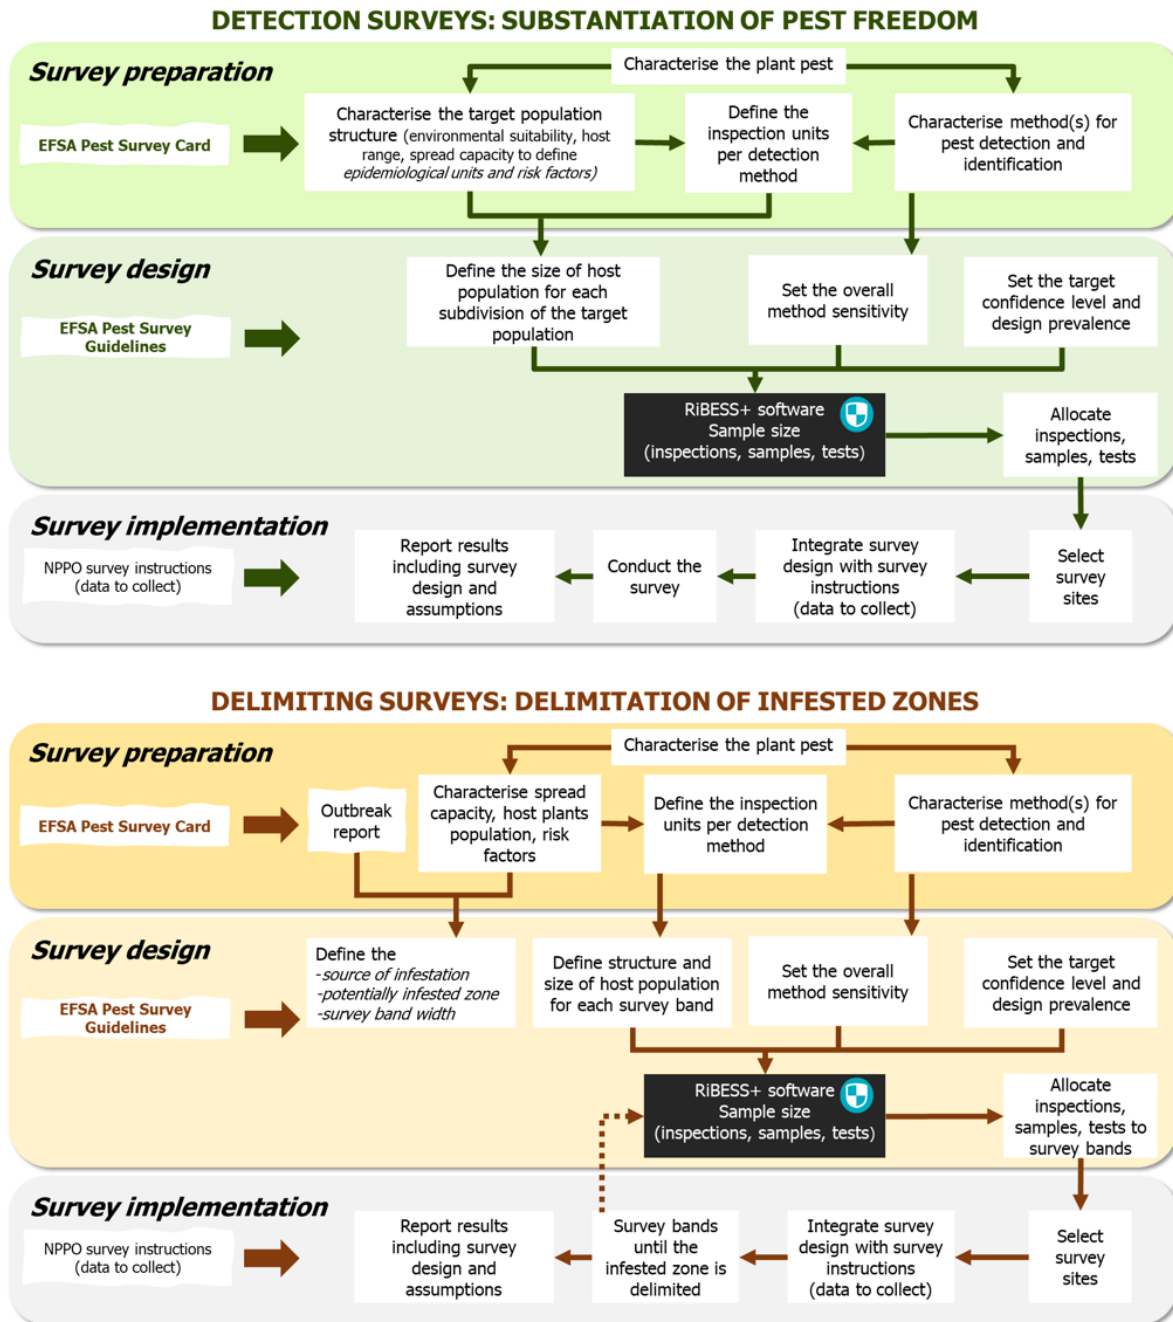 DETECTION SURVEYS: SUBSTANTIATION OF PEST FREEDOM
Survey preparation
Characterise the plant pest
EFSA Pest Survey Card
Characterise the target population
structure (environmental suitability, host
range, spread capacity to define
epidemiological units and risk factors)
Define the
inspection units
per detection
method
Characterise method(s) for
pest detection and
identification
Survey design
EFSA Pest Survey
Guidelines
Define the size of host
population for each
subdivision of the target
population
Set the overall
method sensitivity
Set the target
confidence level and
design prevalence
RiBESS+ software
Sample size
(inspections, samples, tests)
Allocate
inspections,
samples, tests
Survey implementation
NPPO survey instructions
(data to collect)
Report results
including survey
design and
assumptions
Conduct the
survey
Integrate survey
design with survey
instructions
(data to collect)
Select
survey
sites
DELIMITING SURVEYS: DELIMITATION OF INFESTED ZONES
Survey preparation
Characterise the plant pest
EFSA Pest Survey Card
Outbreak
report
Characterise spread
capacity, host plants
population, risk
factors
Define the inspection
units per detection
method
Characterise method(s) for
pest detection and
identification
Survey design
EFSA Pest Survey
Guidelines
Define the
-source of infestation
-potentially infested zone
-survey band width
Define structure and
size of host population
for each survey band
Set the overall
method sensitivity
Set the target
confidence level and
design prevalence
RiBESS+ software
Sample size
(inspections, samples, tests)
Allocate
inspections,
samples, tests to
survey bands
Survey implementation
NPPO survey instructions
(data to collect)
Report results
including survey
design and
assumptions
Survey bands
until the
infested zone is
delimited
Integrate survey
design with survey
instructions
(data to collect)
Select
survey
sites